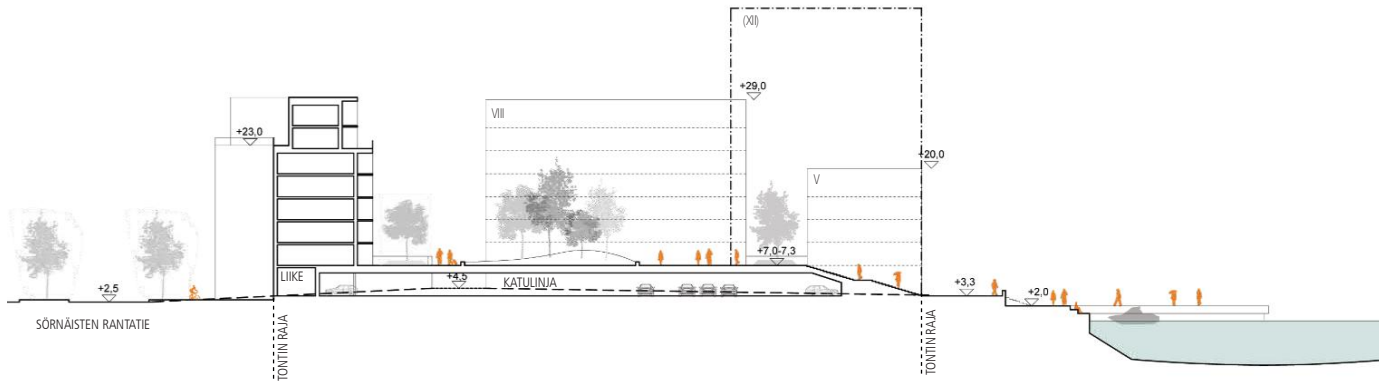 (XII)
+29,0
VIII
+23,0
+20,0
V
+7,0-7,3
LIIKE
+4,5
KATULINJA
+2,5
+3,3
+2,0
SÖRNÄISTEN RANTATIE
TONTIN RAJA
TONTIN RAJA